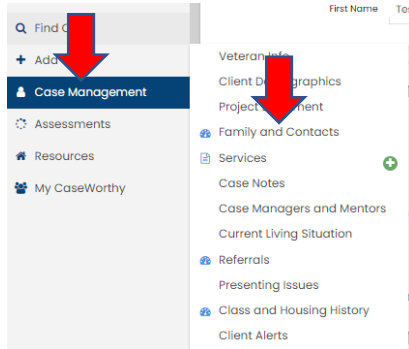 First Name
Find
Add
Case Management
Assessments
Resources
My CaseWorthy
Veteran Info
Client Demographics
Project
Family and Contacts
Services
Case Notes
Case Managers and Mentors
Current Living Situation
Referrals
Presenting Issues
Class and Housing History
Client Alerts